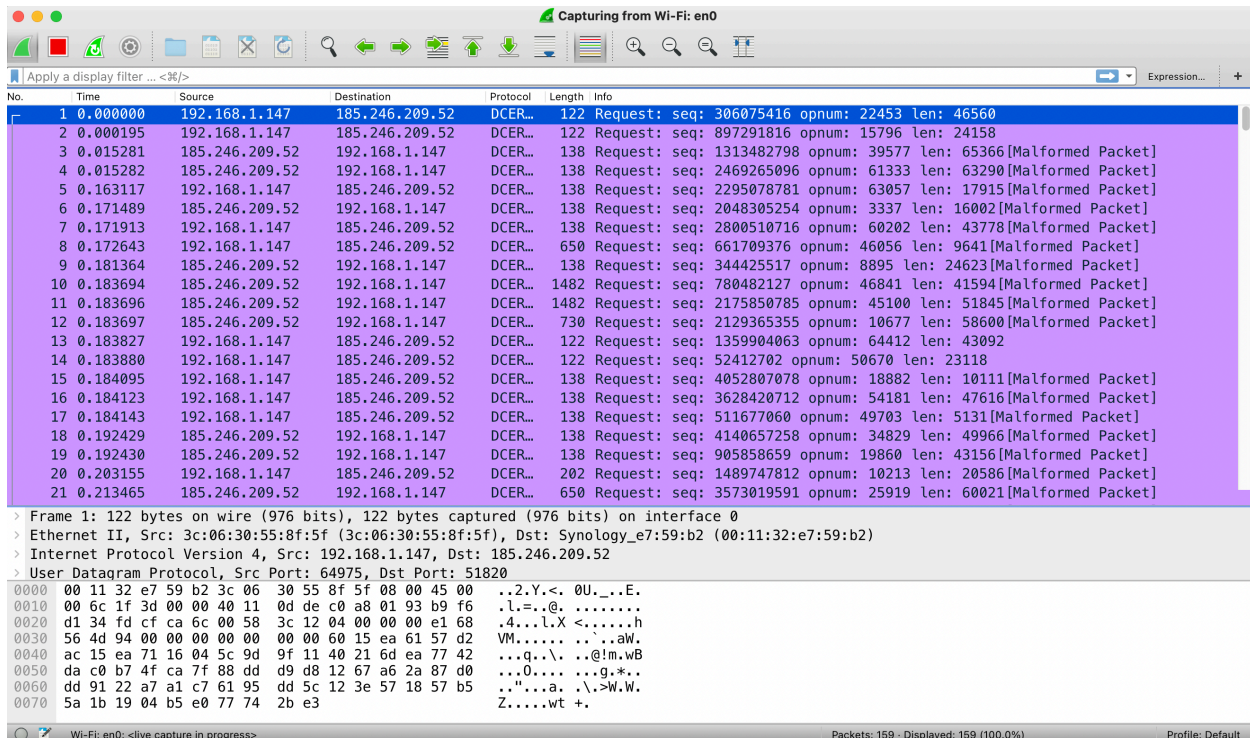 Capturing from Wi-Fi: en0
Apply a display filter ... <⌘/>
Expression...
+
No. Time Source Destination Protocol Length Info
1 0.000000 192.168.1.147 185.246.209.52 DCER… 122 Request: seq: 306075416 opnum: 22453 len: 46560
2 0.000195 192.168.1.147 185.246.209.52 DCER… 122 Request: seq: 897291816 opnum: 15796 len: 24158
3 0.015281 185.246.209.52 192.168.1.147 DCER… 138 Request: seq: 1313482798 opnum: 39577 len: 65366[Malformed Packet]
4 0.015282 185.246.209.52 192.168.1.147 DCER… 138 Request: seq: 2469265096 opnum: 61333 len: 63290[Malformed Packet]
5 0.163117 185.246.209.52 192.168.1.147 DCER… 138 Request: seq: 2295078781 opnum: 63057 len: 17915[Malformed Packet]
6 0.171489 192.168.1.147 185.246.209.52 DCER… 138 Request: seq: 2048305254 opnum: 3337 len: 16002[Malformed Packet]
7 0.171913 192.168.1.147 185.246.209.52 DCER… 138 Request: seq: 2800510716 opnum: 60202 len: 43778[Malformed Packet]
8 0.172643 192.168.1.147 185.246.209.52 DCER… 650 Request: seq: 661709376 opnum: 46056 len: 9641[Malformed Packet]
9 0.181364 185.246.209.52 192.168.1.147 DCER… 138 Request: seq: 344425517 opnum: 8895 len: 24623[Malformed Packet]
10 0.183694 185.246.209.52 192.168.1.147 DCER… 1482 Request: seq: 780482127 opnum: 46841 len: 41594[Malformed Packet]
11 0.183696 185.246.209.52 192.168.1.147 DCER… 1482 Request: seq: 2175850785 opnum: 45100 len: 51845[Malformed Packet]
12 0.183697 185.246.209.52 192.168.1.147 DCER… 730 Request: seq: 2129365355 opnum: 10677 len: 58600[Malformed Packet]
13 0.183827 192.168.1.147 185.246.209.52 DCER… 122 Request: seq: 1359904063 opnum: 64412 len: 43092
14 0.183880 192.168.1.147 185.246.209.52 DCER… 122 Request: seq: 52412702 opnum: 50670 len: 23118
15 0.184095 192.168.1.147 185.246.209.52 DCER… 138 Request: seq: 4052807078 opnum: 18882 len: 10111[Malformed Packet]
16 0.184123 192.168.1.147 185.246.209.52 DCER… 138 Request: seq: 3628420712 opnum: 54181 len: 47616[Malformed Packet]
17 0.184143 192.168.1.147 185.246.209.52 DCER… 138 Request: seq: 511677060 opnum: 49703 len: 5131[Malformed Packet]
18 0.192429 185.246.209.52 192.168.1.147 DCER… 138 Request: seq: 4140657258 opnum: 34829 len: 49966[Malformed Packet]
19 0.192430 185.246.209.52 192.168.1.147 DCER… 138 Request: seq: 905858659 opnum: 19860 len: 43156[Malformed Packet]
20 0.203155 192.168.1.147 185.246.209.52 DCER… 202 Request: seq: 1489747812 opnum: 10213 len: 20586[Malformed Packet]
21 0.213465 185.246.209.52 192.168.1.147 DCER… 650 Request: seq: 3573019591 opnum: 25919 len: 60021[Malformed Packet]
Frame 1: 122 bytes on wire (976 bits), 122 bytes captured (976 bits) on interface 0
Ethernet II, Src: 3c:06:30:55:8f:5f (3c:06:30:55:8f:5f), Dst: Synology_e7:59:b2 (00:11:32:e7:59:b2)
Internet Protocol Version 4, Src: 192.168.1.147, Dst: 185.246.209.52
User Datagram Protocol, Src Port: 64975, Dst Port: 51820
0000 00 11 32 e7 59 b2 3c 06 30 55 8f 5f 08 00 45 00 ..2.Y.<. 0U._..E.
0010 00 6c 1f 3d 00 00 40 11 0d de c0 a8 01 93 b9 f6 .l.=..@. ........
0020 d1 34 fd cf ca 6c 00 58 3c 12 04 00 00 00 e1 68 .4...l.X <......h
0030 56 4d 94 00 00 00 00 00 00 00 60 15 ea 61 57 d2 VM...... ..`..aW.
0040 ac 15 ea 71 16 04 5c 9d 9f 11 40 21 6d ea 77 42 ...q..\. ..@!m.wB
0050 da c0 b7 4f ca 7f 88 dd d9 d8 12 67 a6 2a 87 d0 ...O.... ...g.*..
0060 dd 91 22 a7 a1 c7 61 95 dd 5c 12 3e 57 18 57 b5 .."...a. .\.>W.W.
0070 5a 1b 19 04 b5 e0 77 74 2b e3 Z.....wt +.
Wi-Fi: en0: <live capture in progress> Packets: 159 · Displayed: 159 (100.0%) Profile: Default